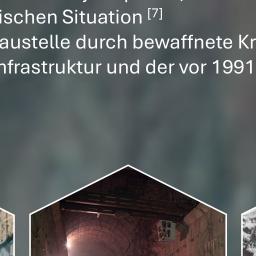 ischen Situation [7]
austelle durch bewaffnete Kr
nfrastruktur und der vor 1991